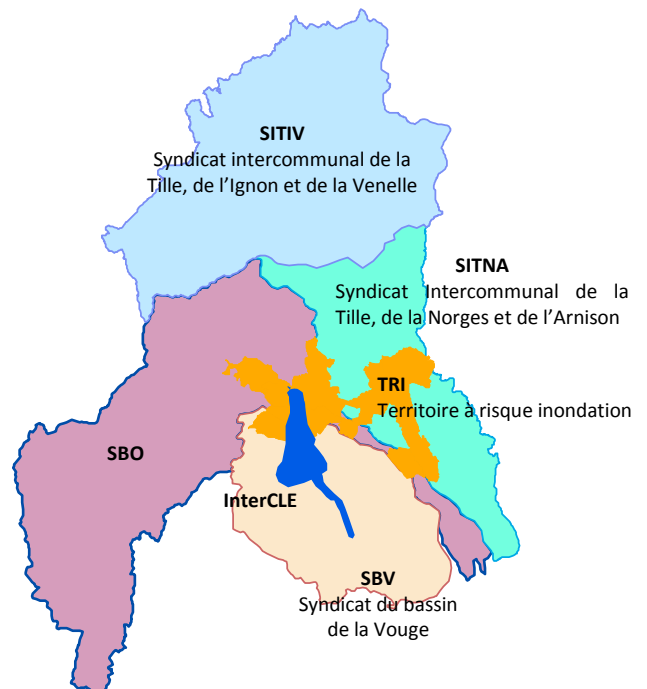 SITIV
Syndicat intercommunal de la
Tille, de l'Ignon et de la Venelle
SITNA
Syndicat Intercommunal de la
Tille, de la Norges et de l'Arnison
TRI
Territoire à risque inondation
SBO
InterCLE
SBV
Syndicat du bassin
de la Vouge